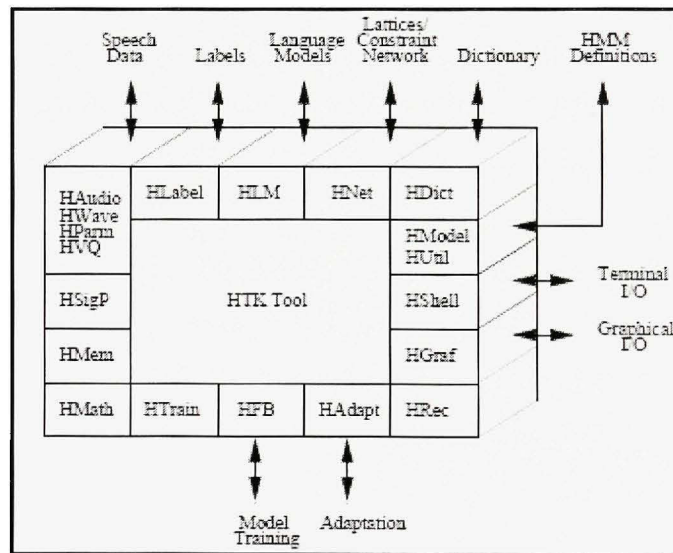 Speech
Data
Labels
Language
Models
Lattices/
Constraint
Network
Dictionary
HMM
Definitions
HAudio
HWave
HParm
HVQ
HLabel
HLM
HNet
HDict
HModel
HUtil
HSigP
HTK Tool
HShell
Terminal
I/O
HMem
HGraf
Graphical
I/O
HMath
HTrain
HFB
HAdapt
HRec
Model
Training
Adaptation